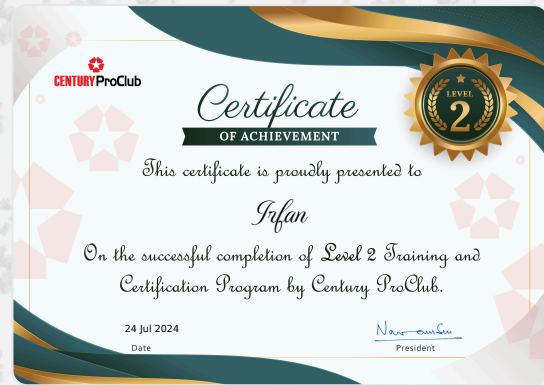 CENTURY ProClub
LEVEL
2
Certificate
OF ACHIEVEMENT
This certificate is proudly presented to
Irfan
On the successful completion of Level 2 Training and
Certification Program by Century ProClub.
24 Jul 2024
Date
President